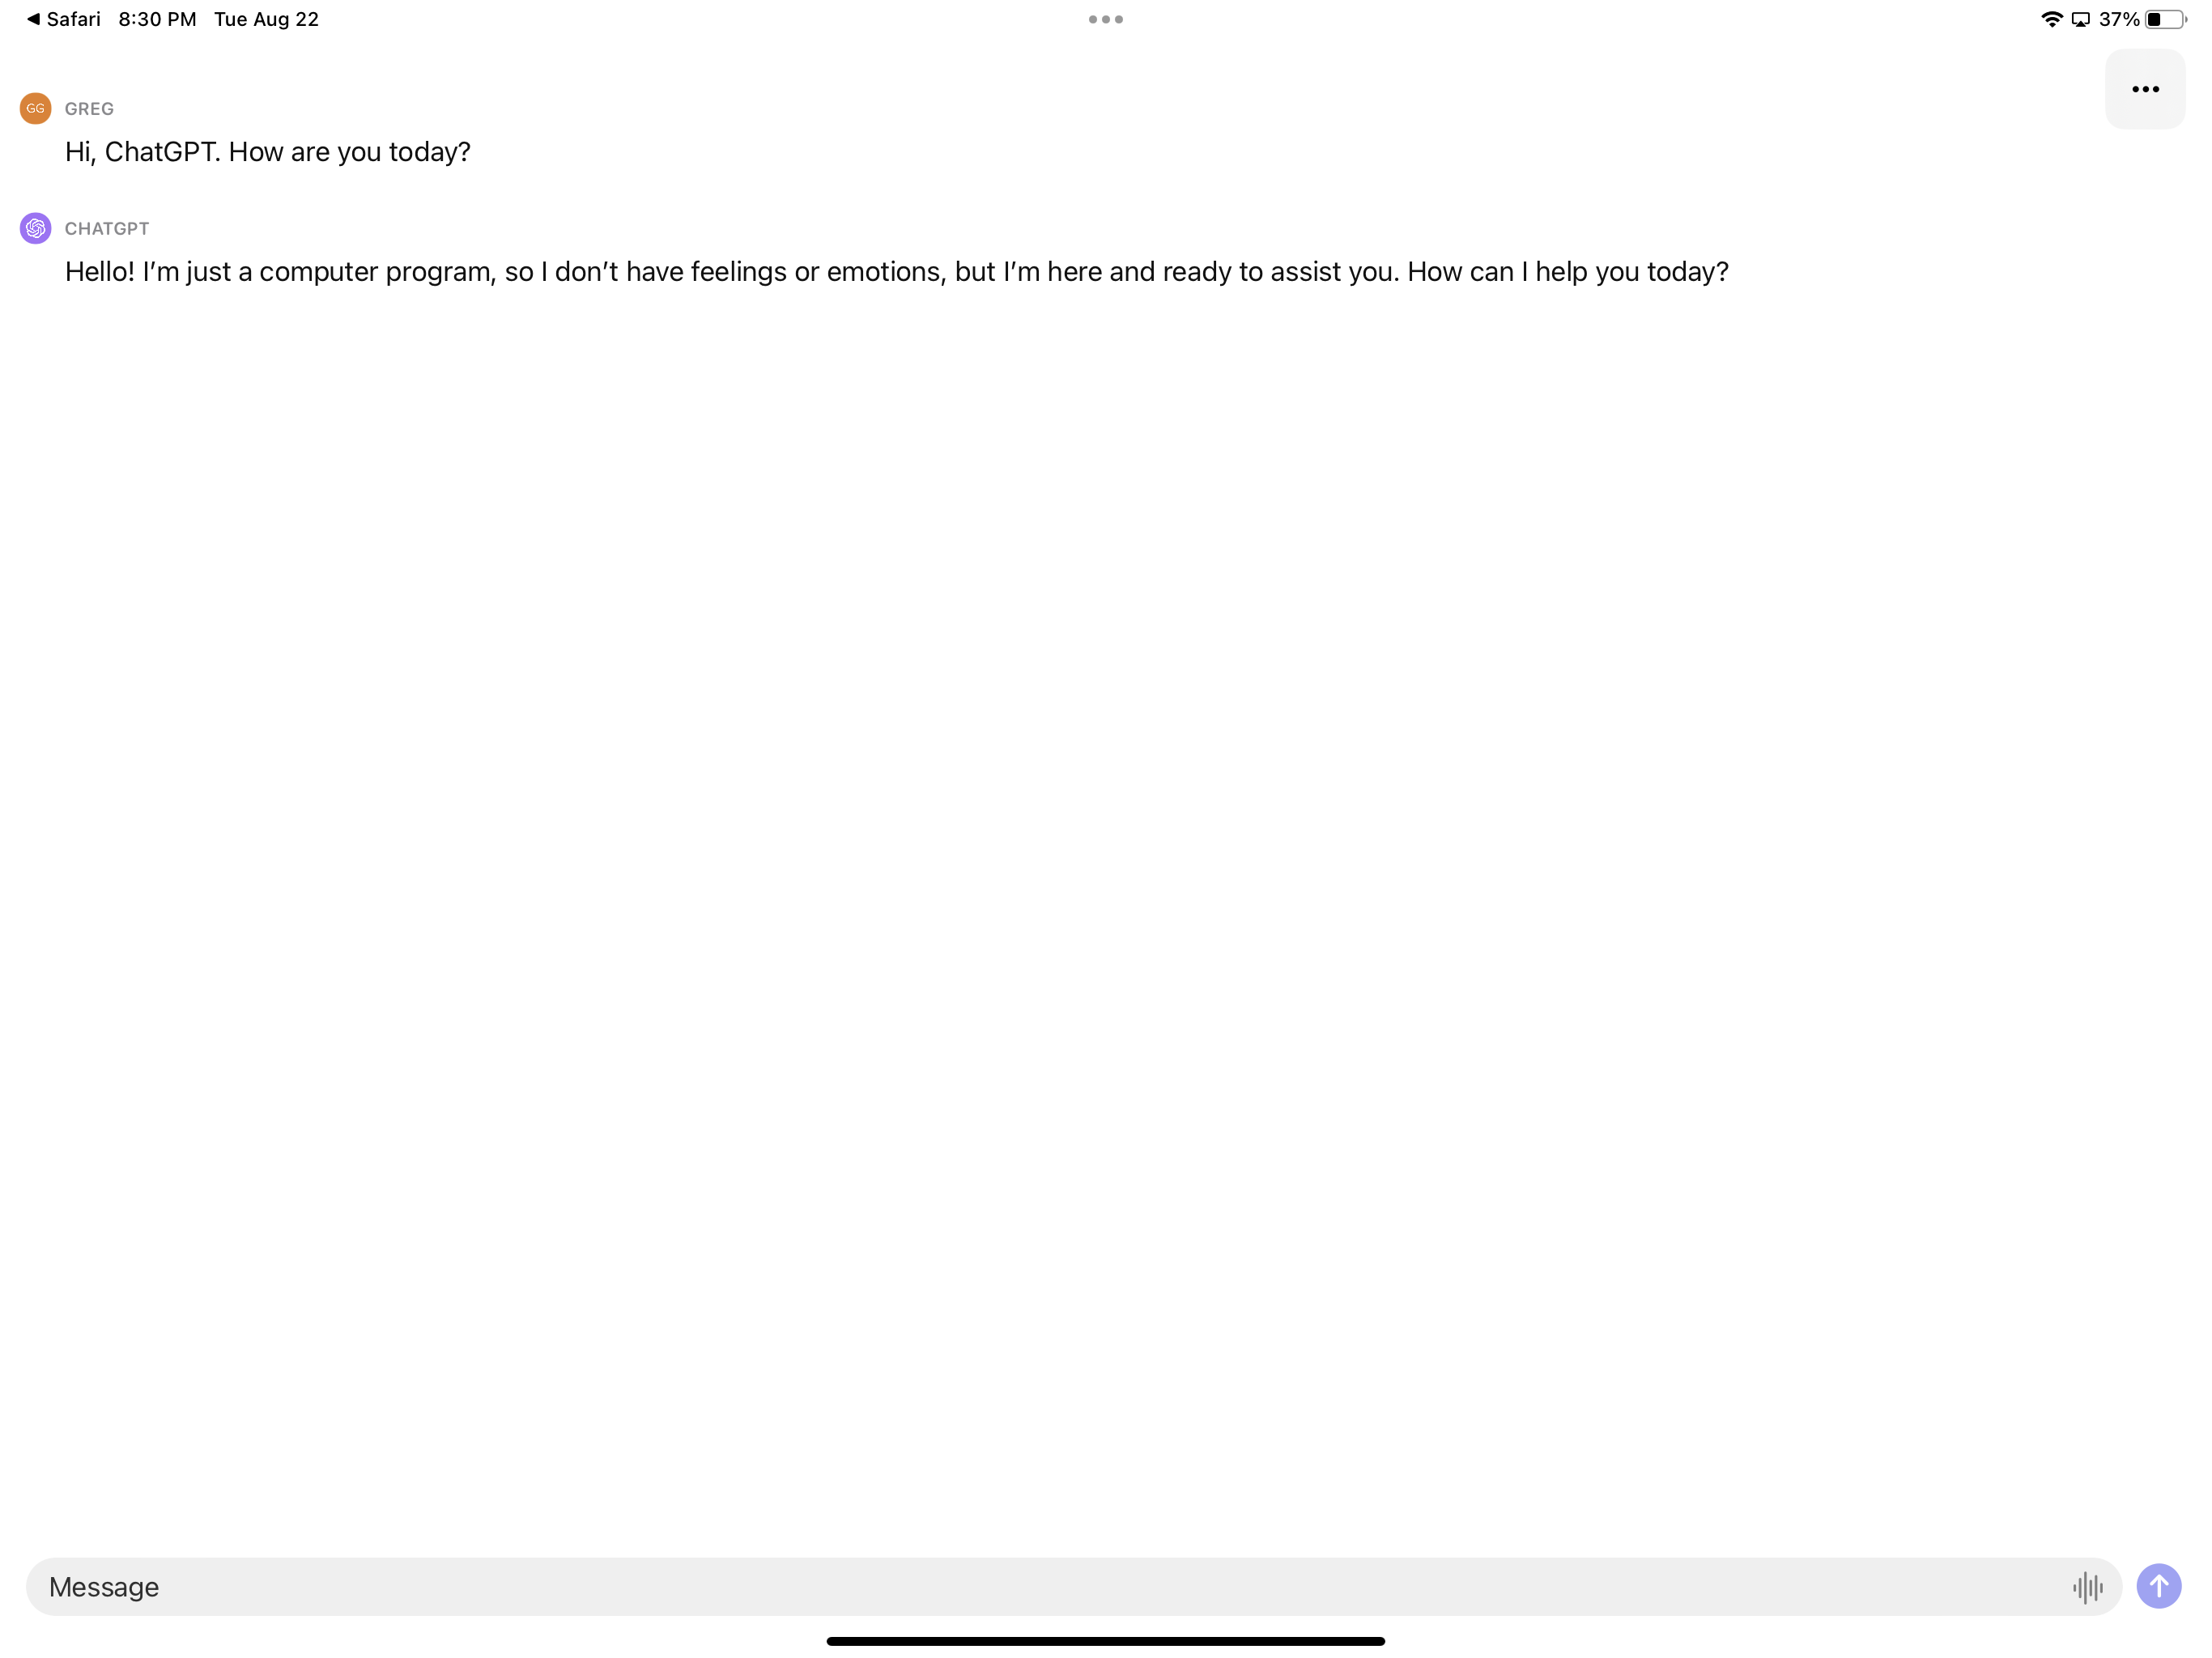 Safari 8:30 PM Tue Aug 22 37%
GG GREG
Hi, ChatGPT. How are you today?
CHATGPT
Hello! I’m just a computer program, so I don’t have feelings or emotions, but I’m here and ready to assist you. How can I help you today?
Message